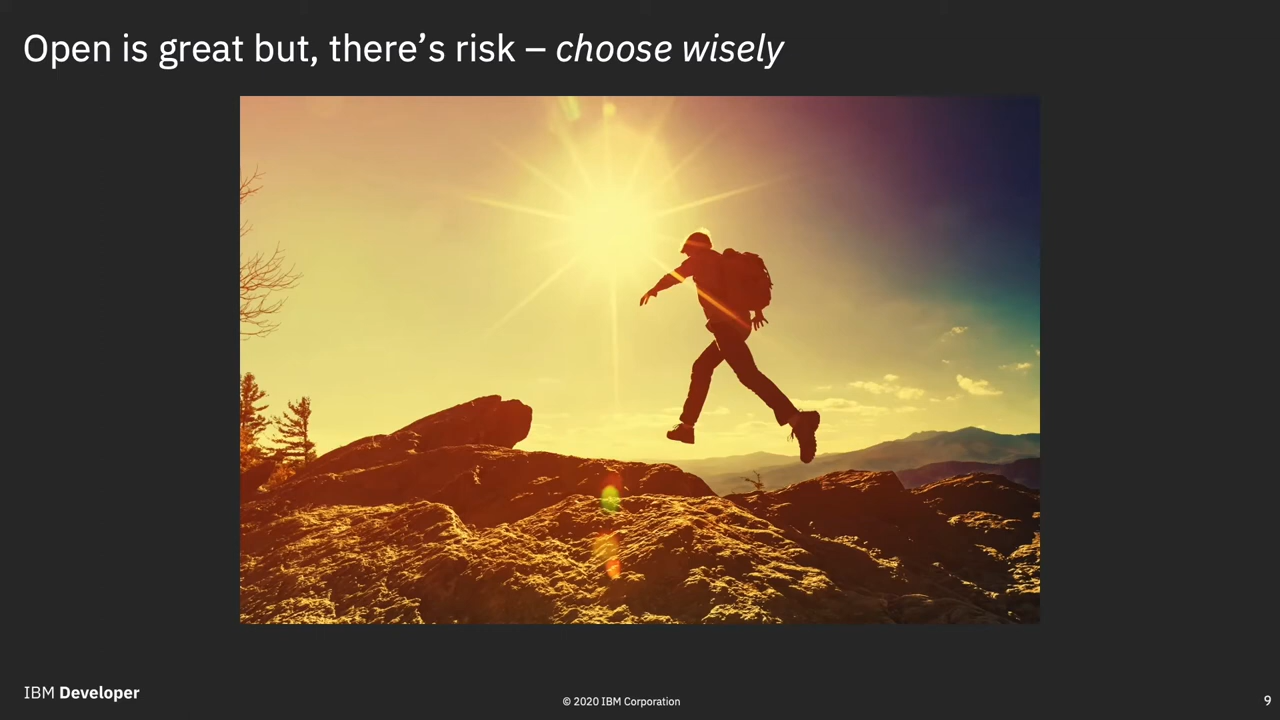 Open is great but, there’s risk – choose wisely
IBM Developer
© 2020 IBM Corporation
9